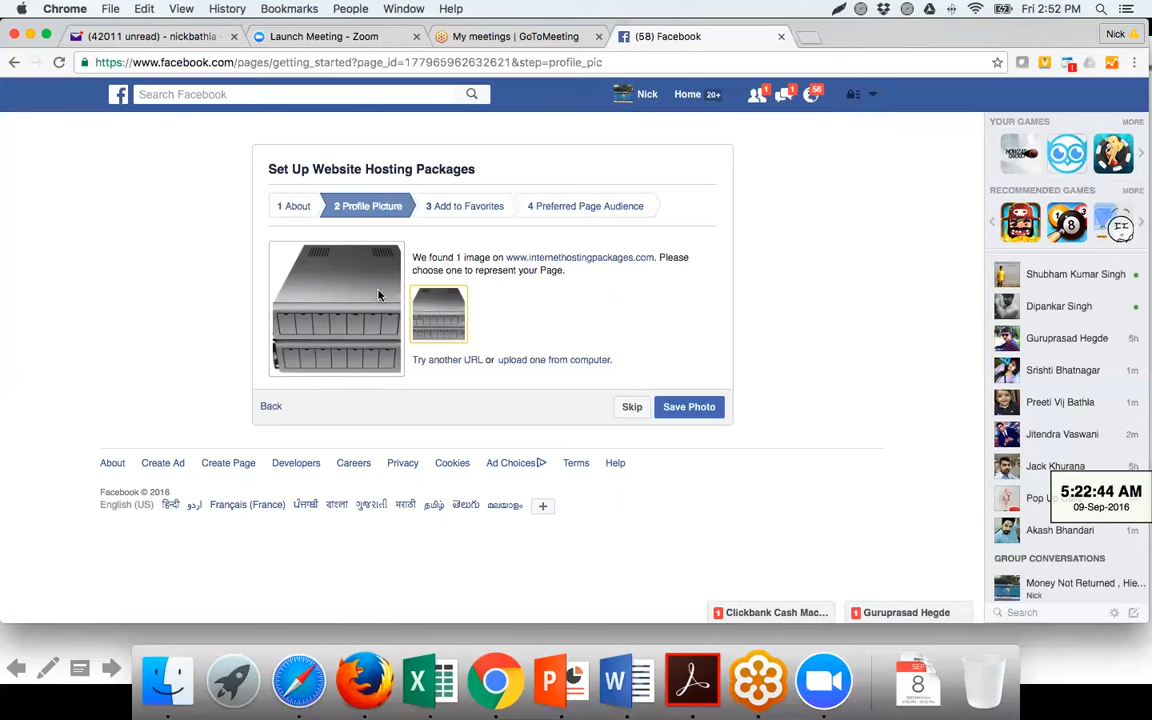 Chrome File Edit View History Bookmarks People Window Help
Fri 2:52 PM
(42011 unread) - nickbathla
Launch Meeting - Zoom
My meetings | GoToMeeting
(58) Facebook
Nick
https://www.facebook.com/pages/getting_started?page_id=177965962632621&step=profile_pic
1
Search Facebook
Nick
Home 20+
1
1
58
YOUR GAMES
MORE
Set Up Website Hosting Packages
1 About
2 Profile Picture
3 Add to Favorites
4 Preferred Page Audience
RECOMMENDED GAMES
MORE
8
We found 1 image on www.internethostingpackages.com. Please
choose one to represent your Page.
Try another URL or upload one from computer.
Back
Skip
Save Photo
Shubham Kumar Singh
Dipankar Singh
Guruprasad Hegde 5h
Srishti Bhatnagar 1m
Preeti Vij Bathla 1m
Jitendra Vaswani 2m
Jack Khurana 5h
Pop U
5:22:44 AM
09-Sep-2016
Akash Bhandari 1m
About Create Ad Create Page Developers Careers Privacy Cookies Ad Choices Terms Help
Facebook © 2016
English (US) हिन्दी اردو Français (France) ਪੰਜਾਬੀ বাংলা ગુજરાતી मराठी தமிழ் తెలుగు മലയാളം +
GROUP CONVERSATIONS
Money Not Returned , Hie...
Nick
1 Clickbank Cash Mac...
1 Guruprasad Hegde
Search
X
P
W
SEP
8